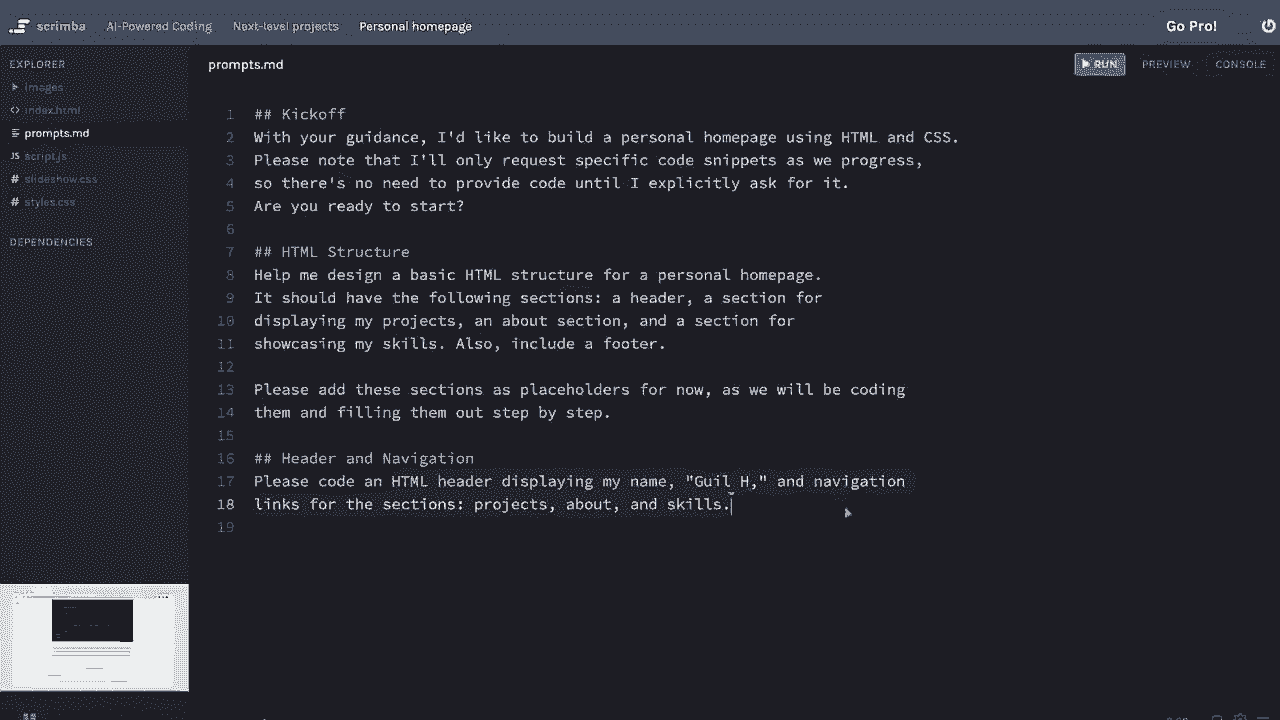 scrimba AI-Powered Coding Next-level projects Personal homepage Go Pro!
EXPLORER
images
index.html
prompts.md
script.js
slideshow.css
styles.css
DEPENDENCIES
prompts.md
RUN PREVIEW CONSOLE
1 ## Kickoff
2 With your guidance, I'd like to build a personal homepage using HTML and CSS.
3 Please note that I'll only request specific code snippets as we progress,
4 so there's no need to provide code until I explicitly ask for it.
5 Are you ready to start?
6
7 ## HTML Structure
8 Help me design a basic HTML structure for a personal homepage.
9 It should have the following sections: a header, a section for
10 displaying my projects, an about section, and a section for
11 showcasing my skills. Also, include a footer.
12
13 Please add these sections as placeholders for now, as we will be coding
14 them and filling them out step by step.
15
16 ## Header and Navigation
17 Please code an HTML header displaying my name, "Guil H," and navigation
18 links for the sections: projects, about, and skills.
19